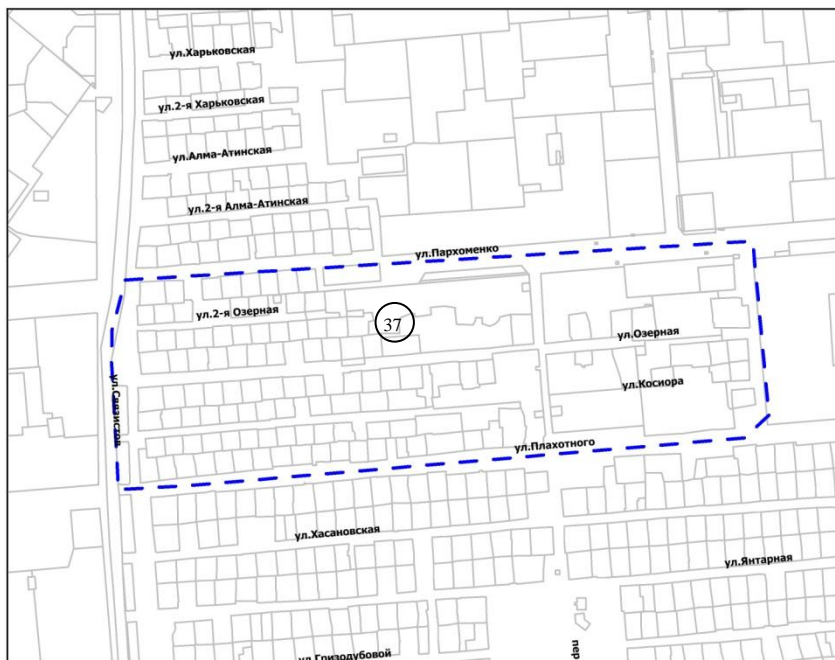 ул.Харьковская
ул.2-я Харьковская
ул.Алма-Атинская
ул.2-я Алма-Атинская
ул.Пархоменко
ул.2-я Озерная
37
ул.Озерная
ул.Косиора
ул.Связистов
ул.Плахотного
ул.Хасановская
ул.Янтарная
ул.Гризодубовой
пер